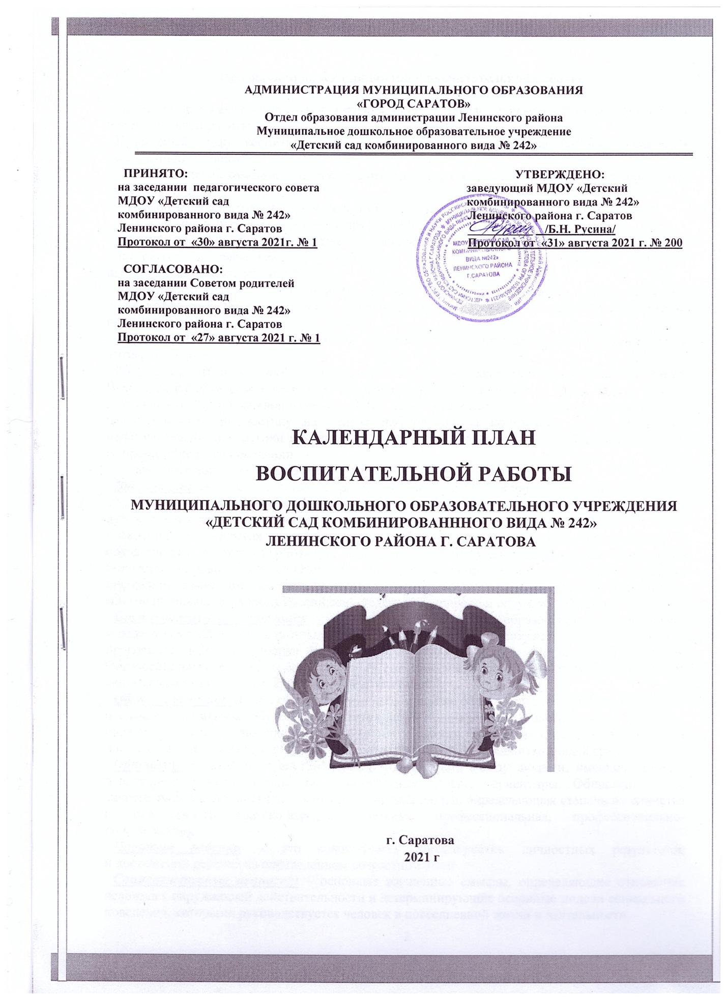 АДМИНИСТРАЦИЯ МУНИЦИПАЛЬНОГО ОБРАЗОВАНИЯ
«ГОРОД САРАТОВ»
Отдел образования администрации Ленинского района
Муниципальное дошкольное образовательное учреждение
«Детский сад комбинированного вида № 242»
ПРИНЯТО:
на заседании педагогического совета
МДОУ «Детский сад
комбинированного вида № 242»
Ленинского района г. Саратов
Протокол от «30» августа 2021г. № 1
УТВЕРЖДЕНО:
заведующий МДОУ «Детский
комбинированного вида № 242»
Ленинского района г. Саратов
/Б.Н. Русина/
Протокол от «31» августа 2021 г. № 200
МДОУ «ДЕТСКИЙ САД
КОМБИНИРОВАННОГО
ВИДА №242»
ЛЕНИНСКОГО РАЙОНА
Г.САРАТОВА
СОГЛАСОВАНО:
на заседании Советом родителей
МДОУ «Детский сад
комбинированного вида № 242»
Ленинского района г. Саратов
Протокол от «27» августа 2021 г. № 1
КАЛЕНДАРНЫЙ ПЛАН
ВОСПИТАТЕЛЬНОЙ РАБОТЫ
МУНИЦИПАЛЬНОГО ДОШКОЛЬНОГО ОБРАЗОВАТЕЛЬНОГО УЧРЕЖДЕНИЯ
«ДЕТСКИЙ САД КОМБИНИРОВАНННОГО ВИДА № 242»
ЛЕНИНСКОГО РАЙОНА Г. САРАТОВА
г. Саратова
2021 г